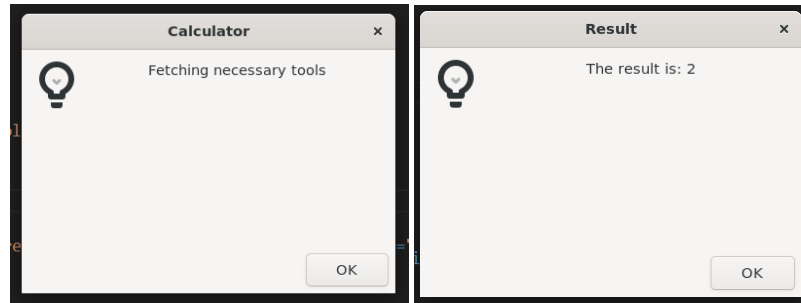 Calculator
Fetching necessary tools
OK
Result
The result is: 2
OK